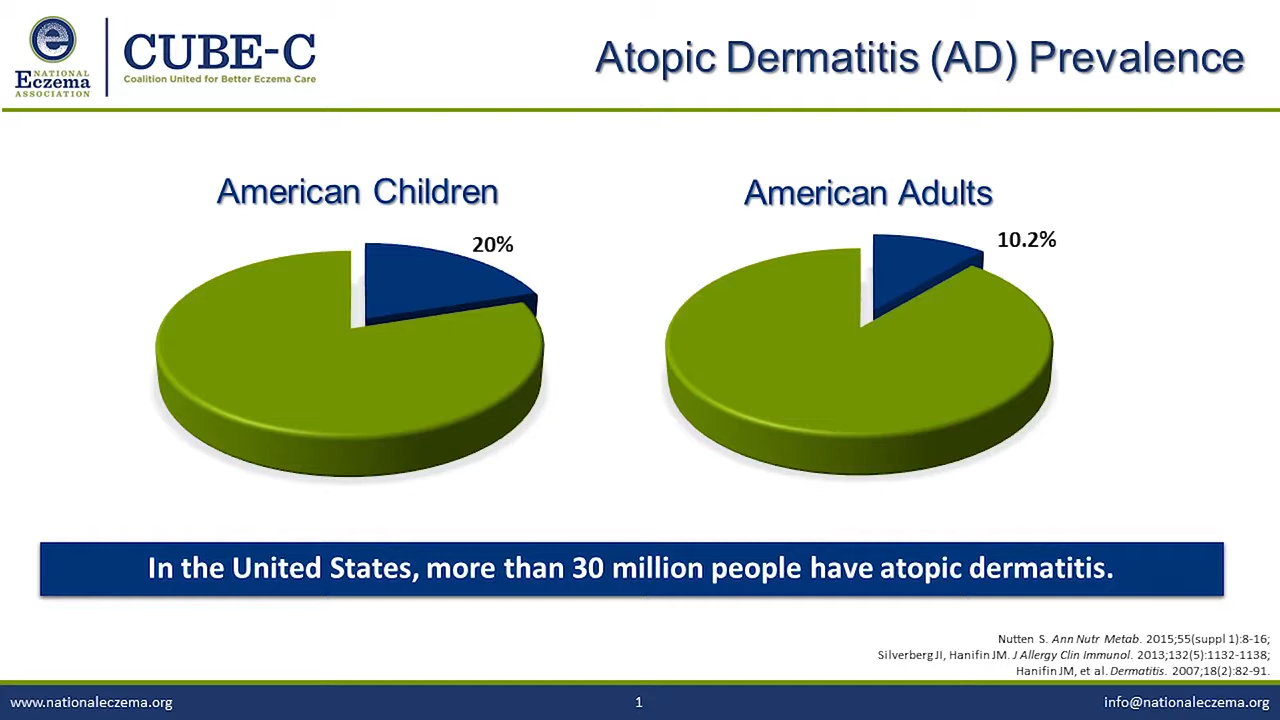 e
NATIONAL
Eczema
ASSOCIATION
CUBE-C
Coalition United for Better Eczema Care
Atopic Dermatitis (AD) Prevalence
American Children
20%
American Adults
10.2%
In the United States, more than 30 million people have atopic dermatitis.
Nutten S. Ann Nutr Metab. 2015;55(suppl 1):8-16;
Silverberg JI, Hanifin JM. J Allergy Clin Immunol. 2013;132(5):1132-1138;
Hanifin JM, et al. Dermatitis. 2007;18(2):82-91.
www.nationaleczema.org
1
info@nationaleczema.org